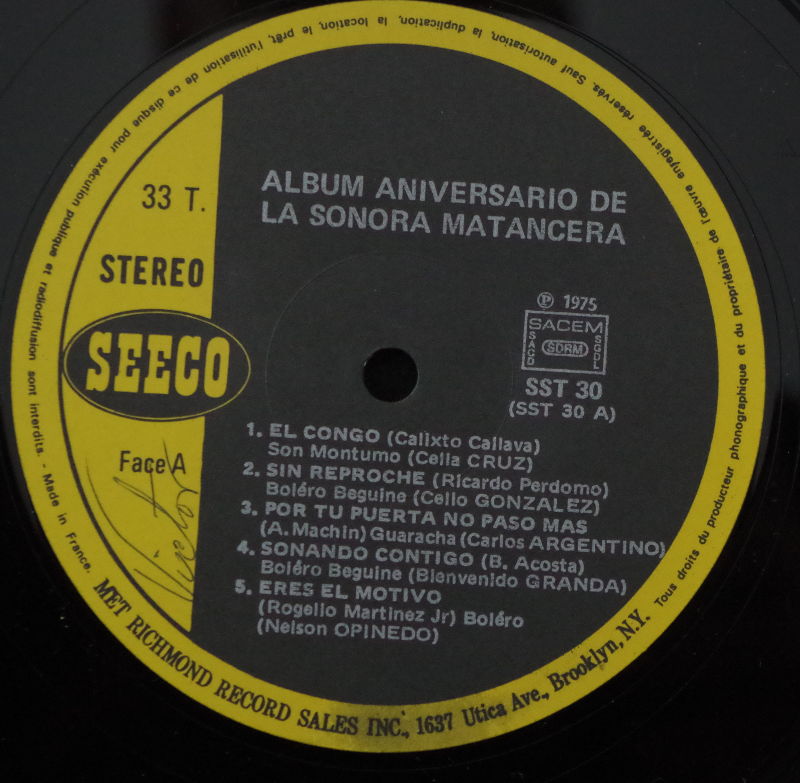 33 T.
STEREO
SEECO
Face A
Victor
ALBUM ANIVERSARIO DE
LA SONORA MATANCERA
Ⓟ 1975
SACEM
SACD
SDRM
SGDL
SST 30
(SST 30 A)
1. EL CONGO (Calixto Callava)
Son Montumo (Celia CRUZ)
2. SIN REPROCHE (Ricardo Perdomo)
Boléro Beguine (Celio GONZALEZ)
3. POR TU PUERTA NO PASO MAS
(A. Machin) Guaracha (Carlos ARGENTINO)
4. SONANDO CONTIGO (B. Acosta)
Boléro Beguine (Bienvenido GRANDA)
5. ERES EL MOTIVO
(Rogelio Martinez Jr) Boléro
(Nelson OPINEDO)
Tous droits du producteur phonographique et du propriétaire de l'œuvre enregistrée réservés. Sauf autorisation, la duplication, la location, le prêt, l'utilisation de ce disque pour exécution publique et radiodiffusion sont interdits. - Made in France.
MET RICHMOND RECORD SALES INC., 1637 Utica Ave., Brooklyn, N.Y.